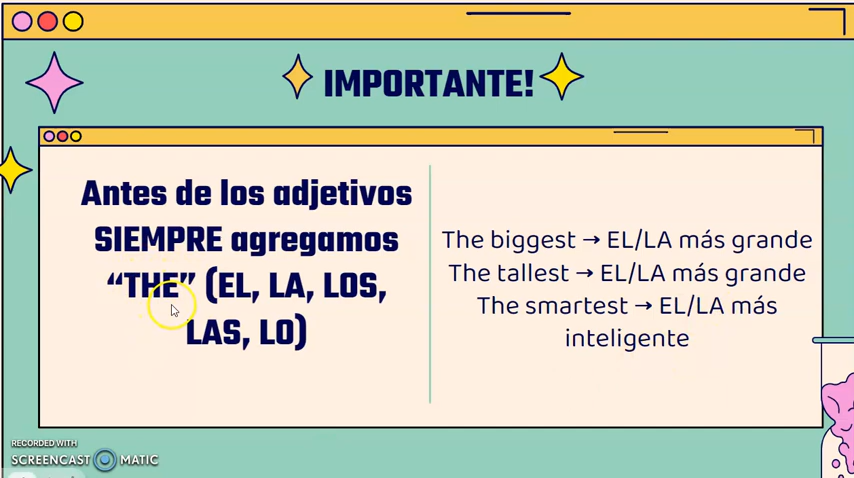 IMPORTANTE!
Antes de los adjetivos
SIEMPRE agregamos
“THE” (EL, LA, LOS,
LAS, LO)
The biggest → EL/LA más grande
The tallest → EL/LA más grande
The smartest → EL/LA más
inteligente
RECORDED WITH
SCREENCAST MATIC